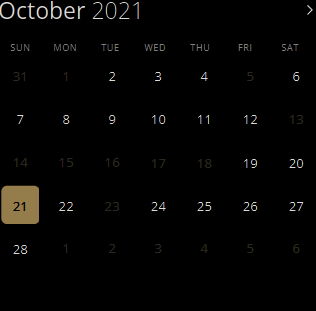 October 2021
SUN MON TUE WED THU FRI SAT
31 1 2 3 4 5 6
7 8 9 10 11 12 13
14 15 16 17 18 19 20
21 22 23 24 25 26 27
28 1 2 3 4 5 6